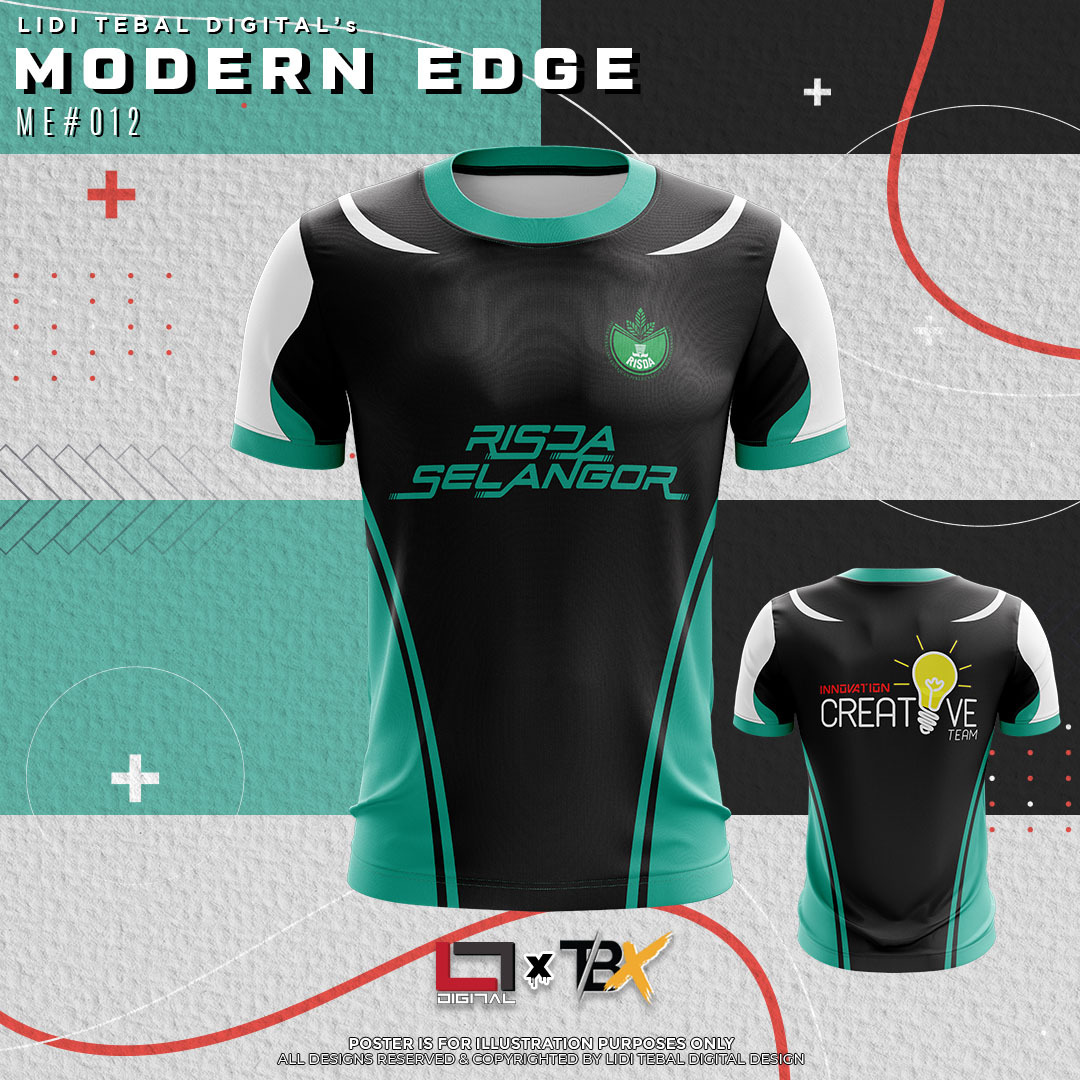 LIDI TEBAL DIGITAL's
MODERN EDGE
ME#012
RISDA
RISDA
SELANGOR
INNOVATION
CREATIVE
TEAM
DIGITAL
x
TBX
POSTER IS FOR ILLUSTRATION PURPOSES ONLY
ALL DESIGNS RESERVED & COPYRIGHTED BY LIDI TEBAL DIGITAL DESIGN